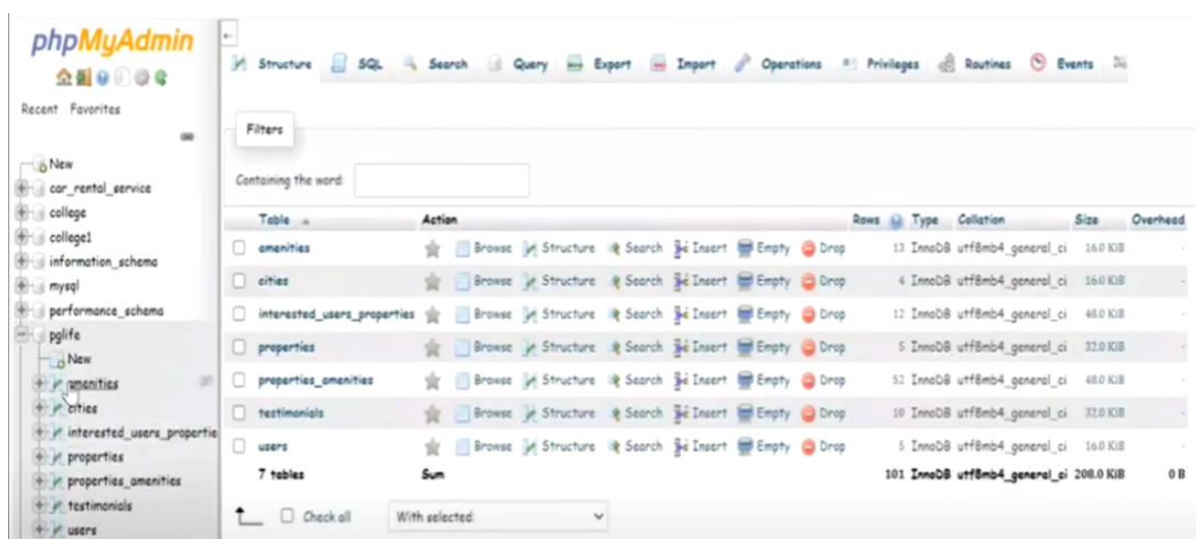 phpMyAdmin
Recent Favorites
New
car_rental_service
college
college1
information_schema
mysql
performance_schema
pglife
New
amenities
cities
interested_users_propertie
properties
properties_amenities
testimonials
users
Structure SQL Search Query Export Import Operations Privileges Routines Events
Filters
Containing the word:
Table Action Rows Type Collation Size Overhead
amenities Browse Structure Search Insert Empty Drop 13 InnoDB utf8mb4_general_ci 16.0 KiB -
cities Browse Structure Search Insert Empty Drop 4 InnoDB utf8mb4_general_ci 16.0 KiB -
interested_users_properties Browse Structure Search Insert Empty Drop 12 InnoDB utf8mb4_general_ci 48.0 KiB -
properties Browse Structure Search Insert Empty Drop 5 InnoDB utf8mb4_general_ci 32.0 KiB -
properties_amenities Browse Structure Search Insert Empty Drop 52 InnoDB utf8mb4_general_ci 48.0 KiB -
testimonials Browse Structure Search Insert Empty Drop 10 InnoDB utf8mb4_general_ci 32.0 KiB -
users Browse Structure Search Insert Empty Drop 5 InnoDB utf8mb4_general_ci 16.0 KiB -
7 tables Sum 101 InnoDB utf8mb4_general_ci 208.0 KiB 0 B
Check all With selected: